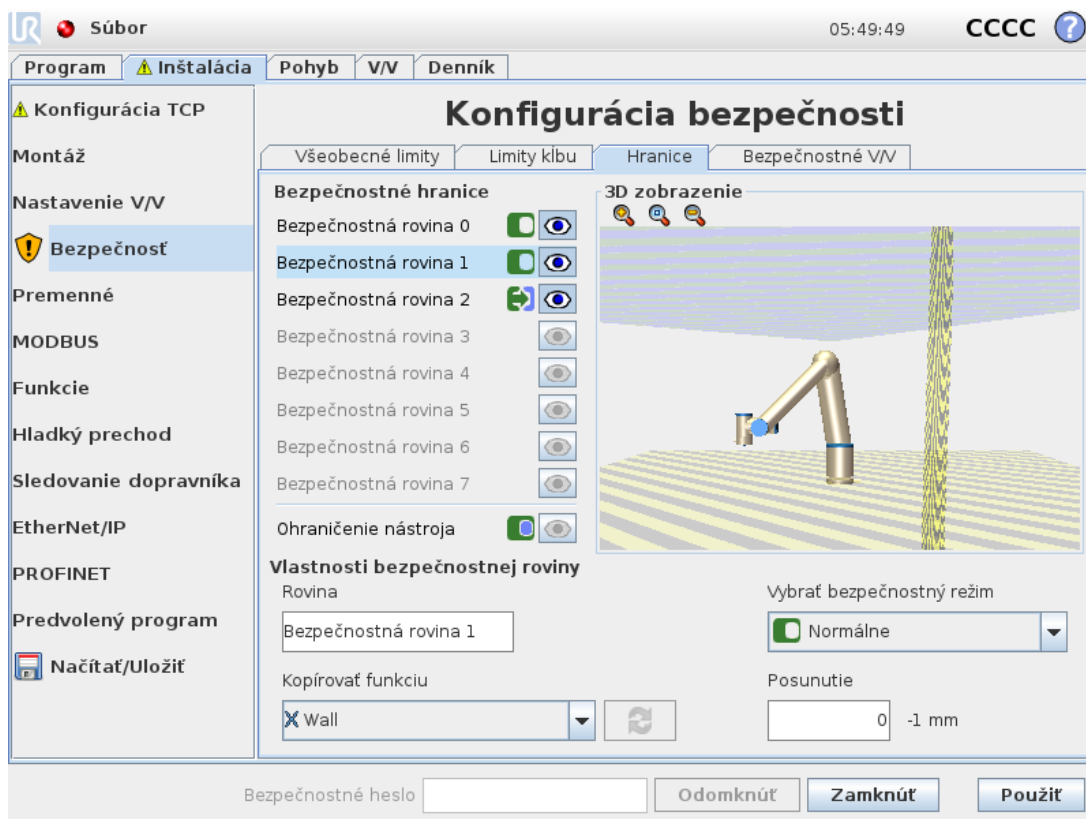 UR Súbor 05:49:49 CCCC ?
Program Inštalácia Pohyb V/V Denník
Konfigurácia TCP
Montáž
Nastavenie V/V
Bezpečnosť
Premenné
MODBUS
Funkcie
Hladký prechod
Sledovanie dopravníka
EtherNet/IP
PROFINET
Predvolený program
Načítať/Uložiť
Konfigurácia bezpečnosti
Všeobecné limity Limity kĺbu Hranice Bezpečnostné V/V
Bezpečnostné hranice
Bezpečnostná rovina 0
Bezpečnostná rovina 1
Bezpečnostná rovina 2
Bezpečnostná rovina 3
Bezpečnostná rovina 4
Bezpečnostná rovina 5
Bezpečnostná rovina 6
Bezpečnostná rovina 7
Ohraničenie nástroja
3D zobrazenie
Vlastnosti bezpečnostnej roviny
Rovina
Bezpečnostná rovina 1
Vybrať bezpečnostný režim
Normálne
Kopírovať funkciu
Wall
Posunutie
0 -1 mm
Bezpečnostné heslo Odomknúť Zamknúť Použiť